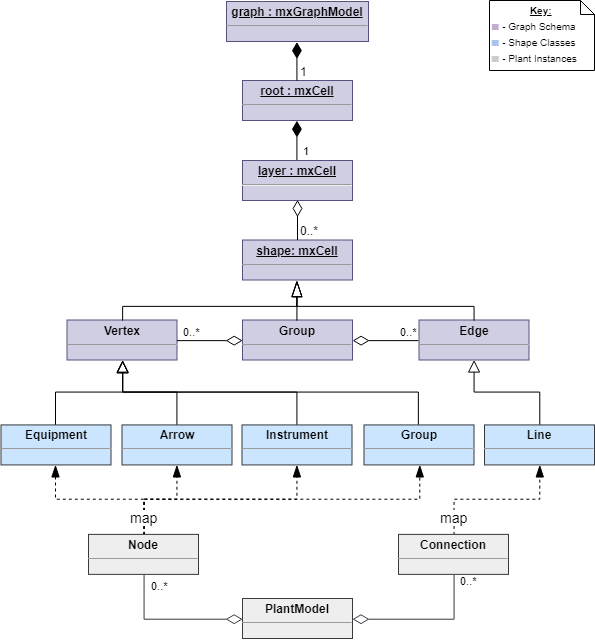 graph : mxGraphModel
Key:
- Graph Schema
- Shape Classes
- Plant Instances
1
root : mxCell
1
layer : mxCell
0..*
shape: mxCell
Vertex
0..*
Group
0..*
Edge
Equipment
Arrow
Instrument
Group
Line
map
map
Node
Connection
0..*
0..*
PlantModel